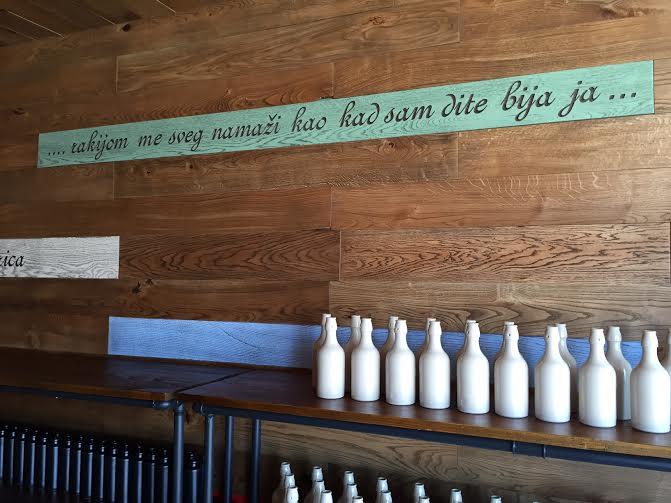 .... rakijom me sveg namaži kao kad sam dite bija ja ...